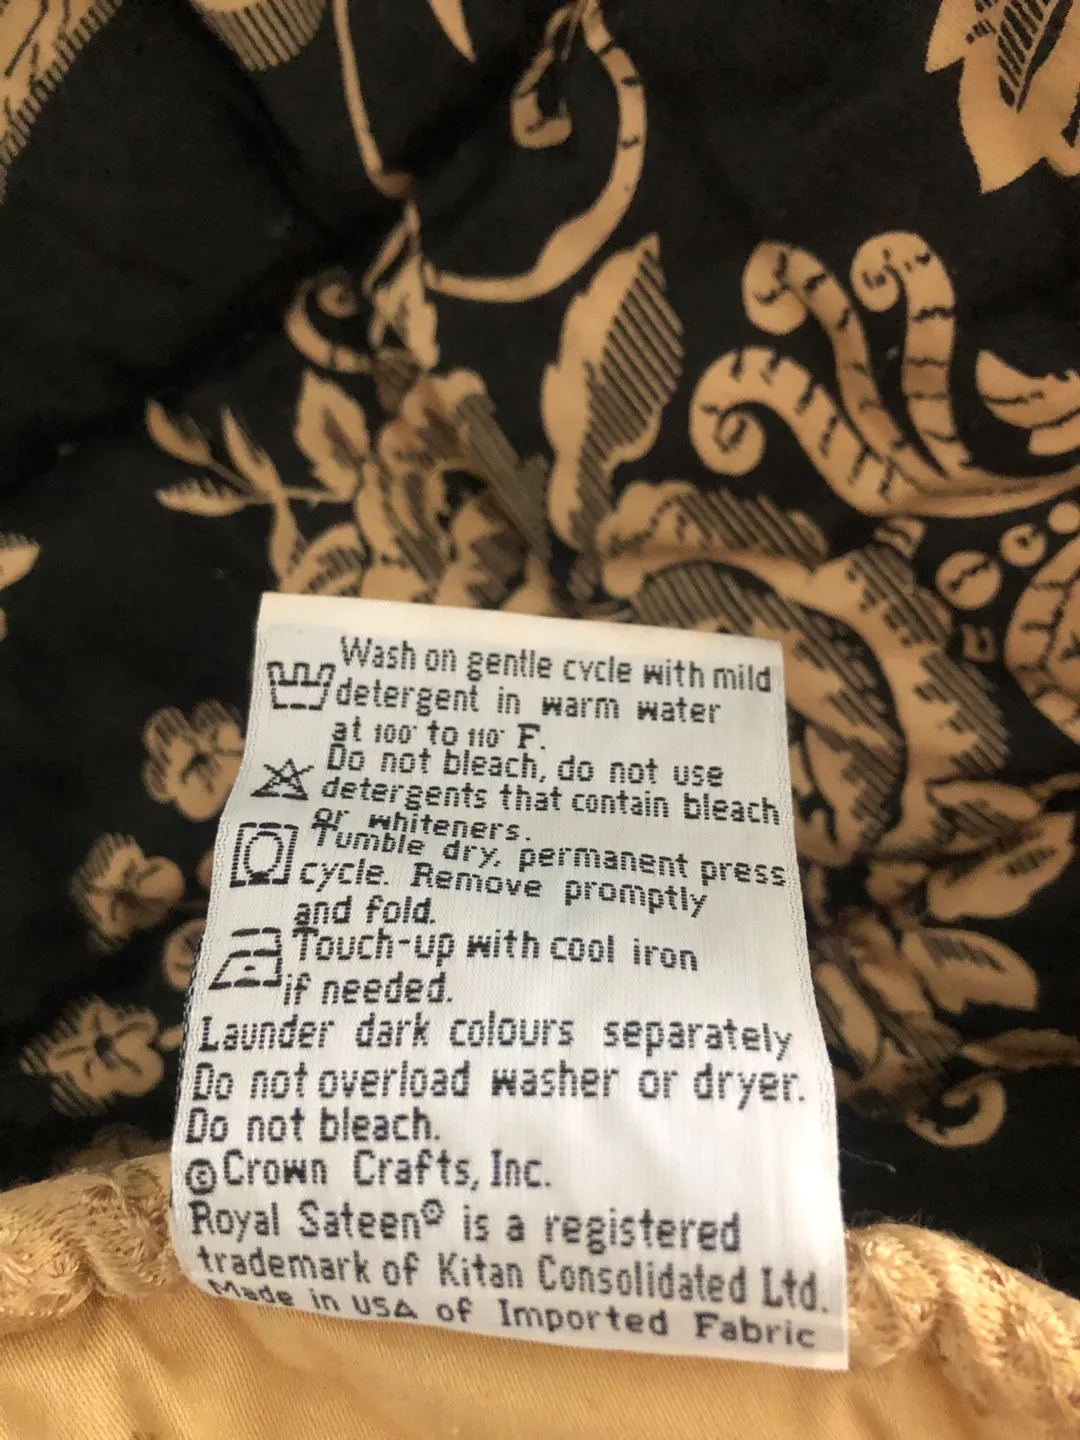 Wash on gentle cycle with mild
detergent in warm water
at 100° to 110° F.
Do not bleach, do not use
detergents that contain bleach
or whiteners.
Tumble dry, permanent press
cycle. Remove promptly
and fold.
Touch-up with cool iron
if needed.
Launder dark colours separately
Do not overload washer or dryer.
Do not bleach.
©Crown Crafts, Inc.
Royal Sateen® is a registered
trademark of Kitan Consolidated Ltd.
Made in USA of Imported Fabric